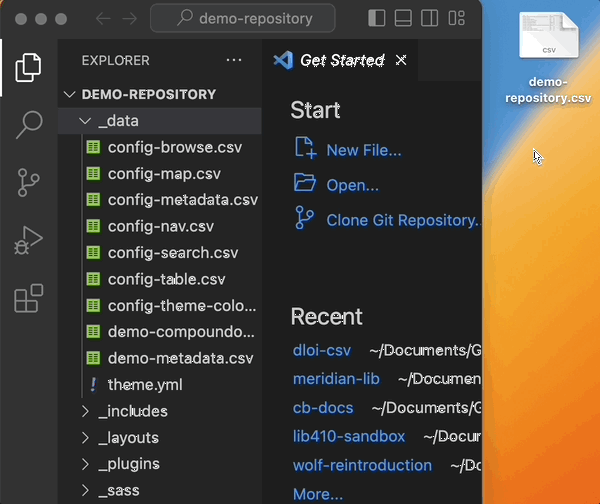 demo-repository
EXPLORER
Get Started
DEMO-REPOSITORY
_data
config-browse.csv
config-map.csv
config-metadata.csv
config-nav.csv
config-search.csv
config-table.csv
config-theme-colo...
demo-compoundo...
demo-metadata.csv
theme.yml
_includes
_layouts
_plugins
_sass
Start
New File...
Open...
Clone Git Repository.
Recent
dloi-csv ~/Documents/G
meridian-lib ~/Documen
cb-docs ~/Documents/G
lib410-sandbox ~/Docu
wolf-reintroduction ~/Do
More...
CSV
demo-
repository.csv